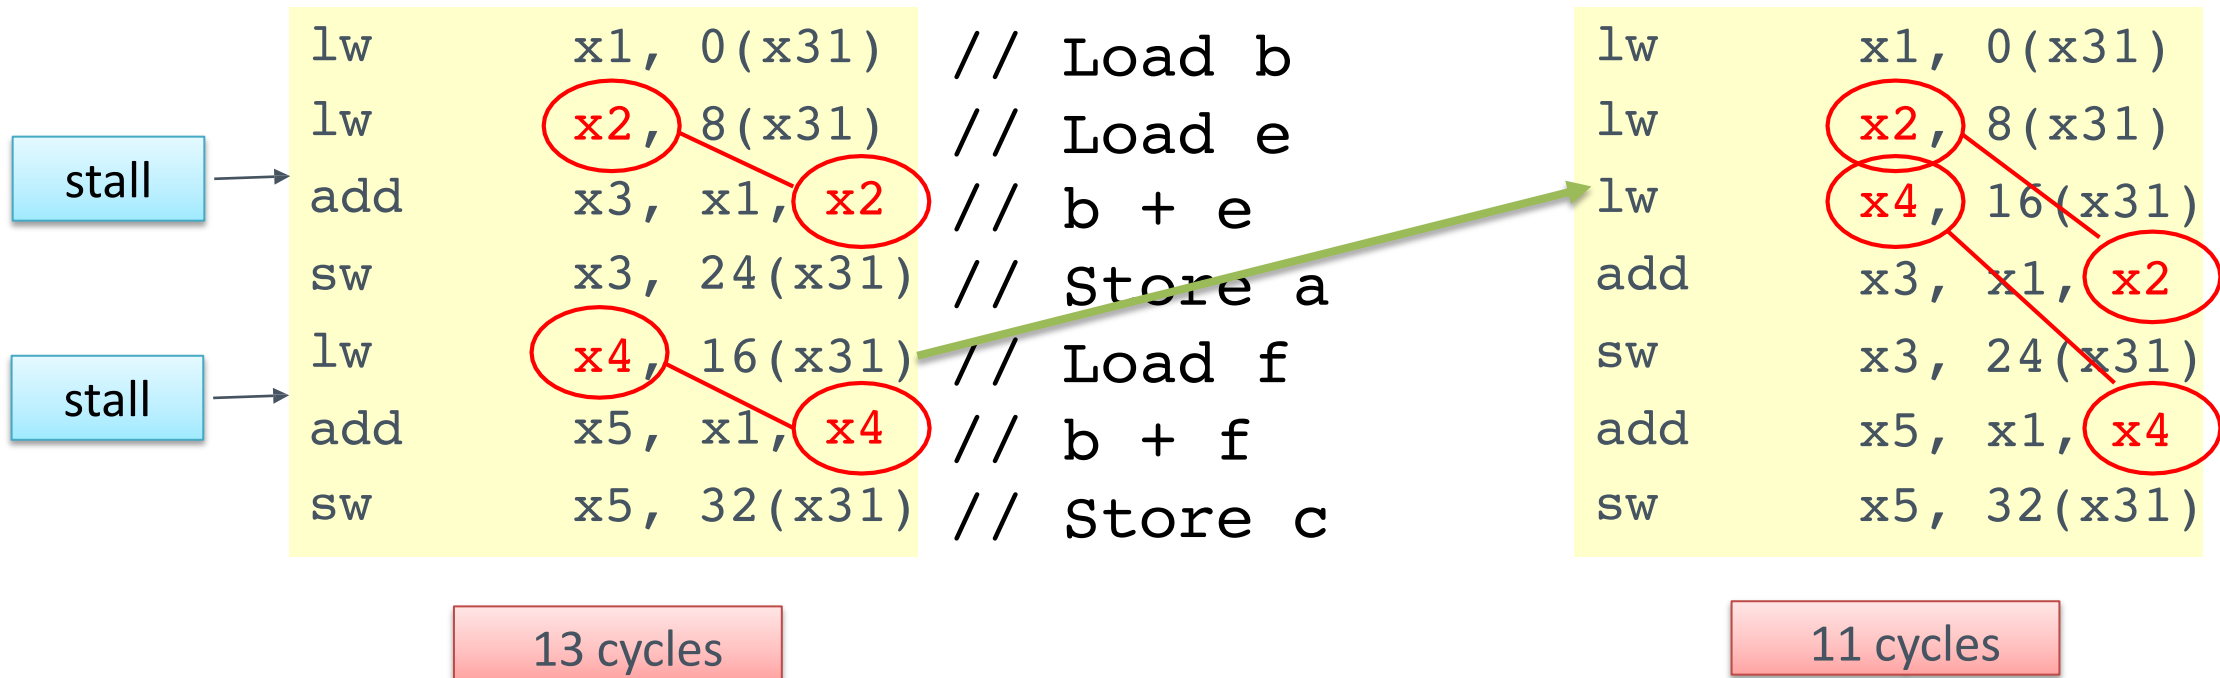 lw x1, 0(x31) // Load b
lw x2, 8(x31) // Load e
stall
add x3, x1, x2 // b + e
sw x3, 24(x31) // Store a
lw x4, 16(x31) // Load f
stall
add x5, x1, x4 // b + f
sw x5, 32(x31) // Store c
13 cycles
lw x1, 0(x31)
lw x2, 8(x31)
lw x4, 16(x31)
add x3, x1, x2
sw x3, 24(x31)
add x5, x1, x4
sw x5, 32(x31)
11 cycles